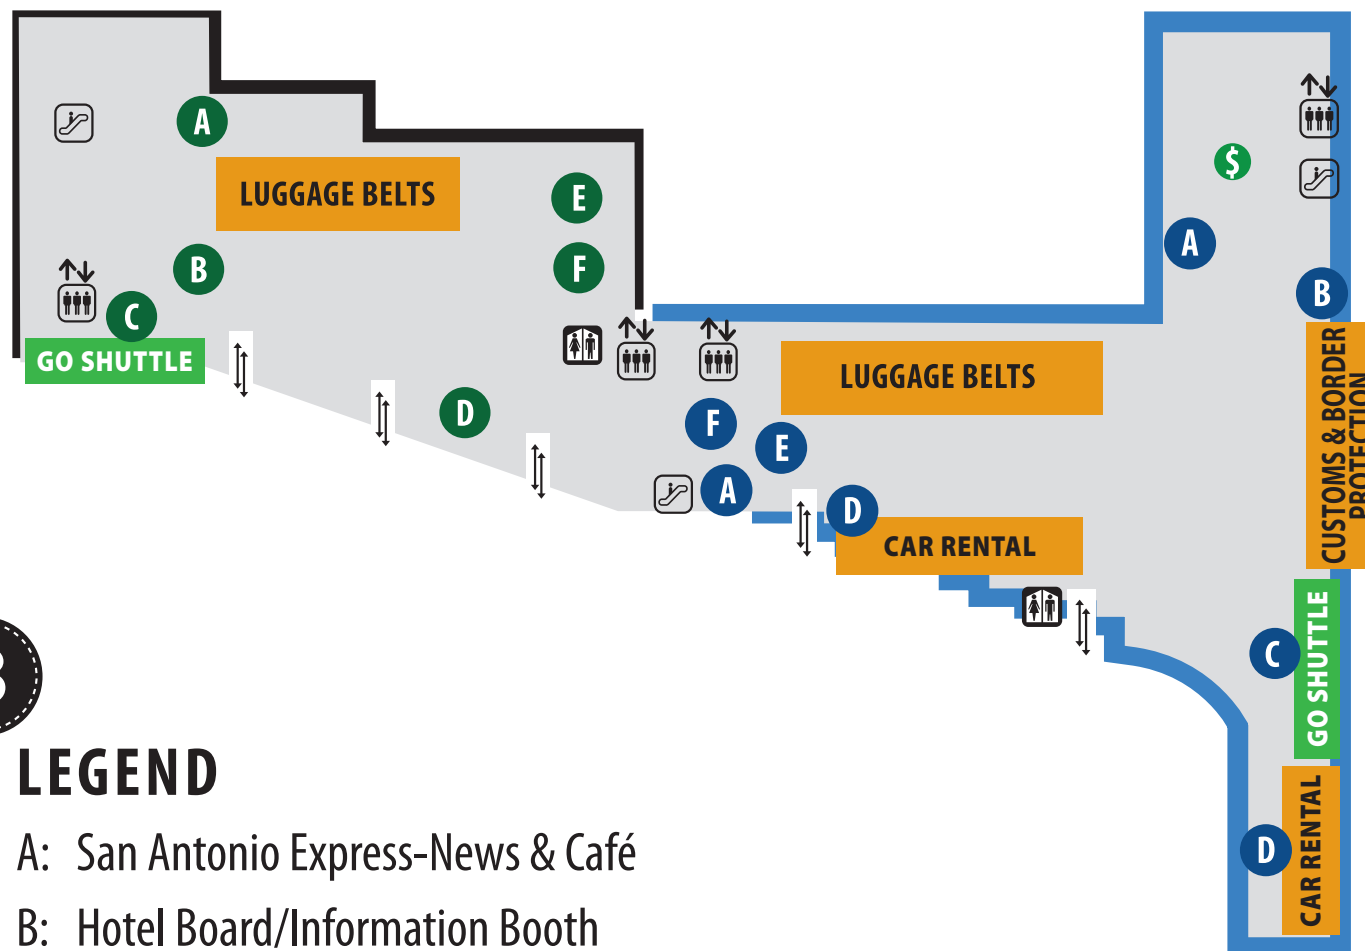 A
LUGGAGE BELTS
E
B
F
C
GO SHUTTLE
D
$
A
B
LUGGAGE BELTS
CUSTOMS & BORDER
PROTECTION
F
E
A
D
CAR RENTAL
C
GO SHUTTLE
D
CAR RENTAL
LEGEND
A: San Antonio Express-News & Café
B: Hotel Board/Information Booth